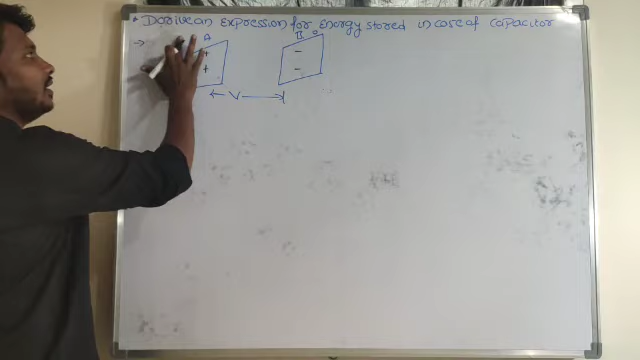 * Derive an expression for energy stored in case of capacitor
→ A B
+ −
+ −
← V →